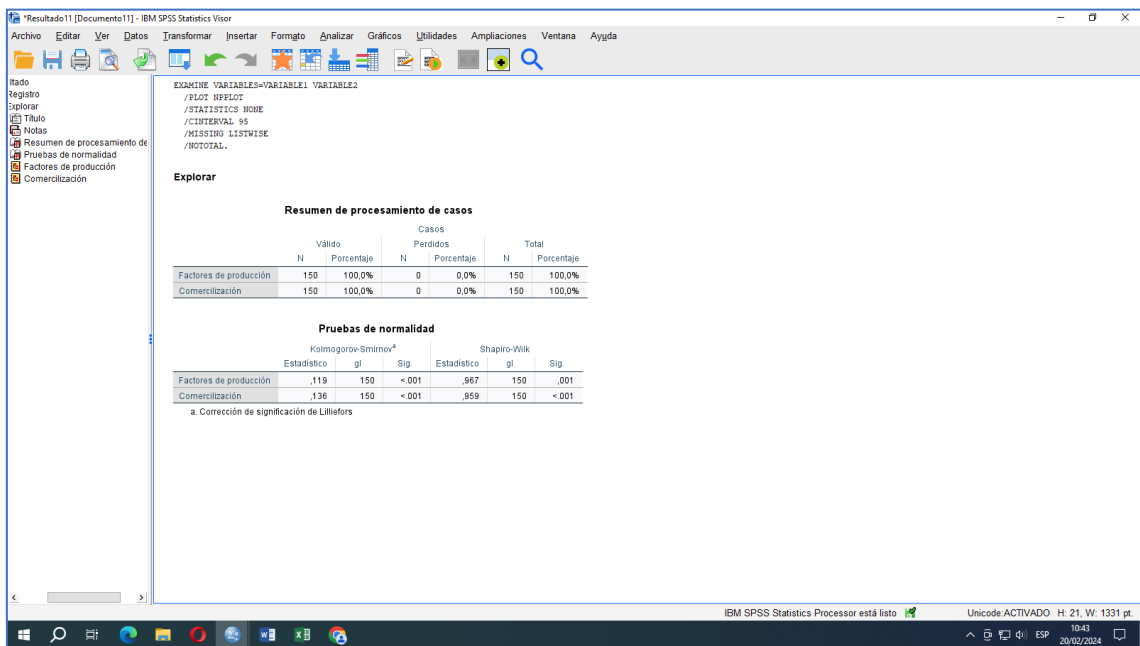 *Resultado11 [Documento11] - IBM SPSS Statistics Visor
Archivo Editar Ver Datos Transformar Insertar Formato Analizar Gráficos Utilidades Ampliaciones Ventana Ayuda
ltado
Registro
Explorar
Título
Notas
Resumen de procesamiento de
Pruebas de normalidad
Factores de producción
Comercilización
EXAMINE VARIABLES=VARIABLE1 VARIABLE2
/PLOT NPPLOT
/STATISTICS NONE
/CINTERVAL 95
/MISSING LISTWISE
/NOTOTAL.
Explorar
Resumen de procesamiento de casos
Casos
Válido Perdidos Total
N Porcentaje N Porcentaje N Porcentaje
Factores de producción 150 100,0% 0 0,0% 150 100,0%
Comercilización 150 100,0% 0 0,0% 150 100,0%
Pruebas de normalidad
Kolmogorov-Smirnov a Shapiro-Wilk
Estadístico gl Sig. Estadístico gl Sig.
Factores de producción ,119 150 <.001 ,967 150 ,001
Comercilización ,136 150 <.001 ,959 150 <.001
a. Corrección de significación de Lilliefors
IBM SPSS Statistics Processor está listo Unicode:ACTIVADO H: 21, W: 1331 pt.
ESP 10:43
20/02/2024